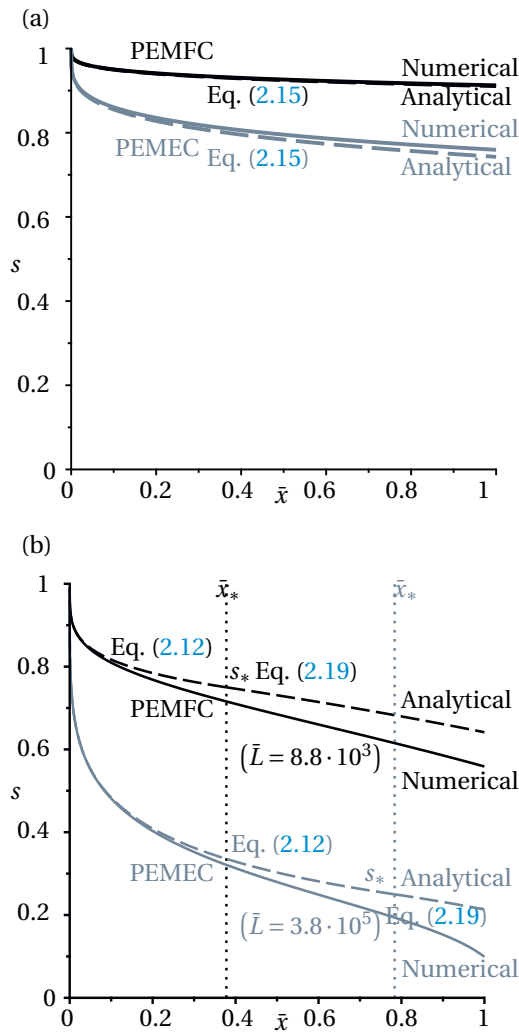 (a)
1
PEMFC
Numerical
Eq. (2.15)
Analytical
0.8
PEMEC
Numerical
Eq. (2.15)
Analytical
0.6
s
0.4
0.2
0
0 0.2 0.4 x̄ 0.6 0.8 1
(b)
1
x̄* x̄*
Eq. (2.12)
0.8
s* Eq. (2.19)
PEMFC
Analytical
(L̄ = 8.8 · 10³)
0.6
Numerical
s
0.4
Eq. (2.12)
PEMEC
s* Analytical
(L̄ = 3.8 · 10⁵) Eq. (2.19)
0.2
Numerical
0
0 0.2 0.4 x̄ 0.6 0.8 1